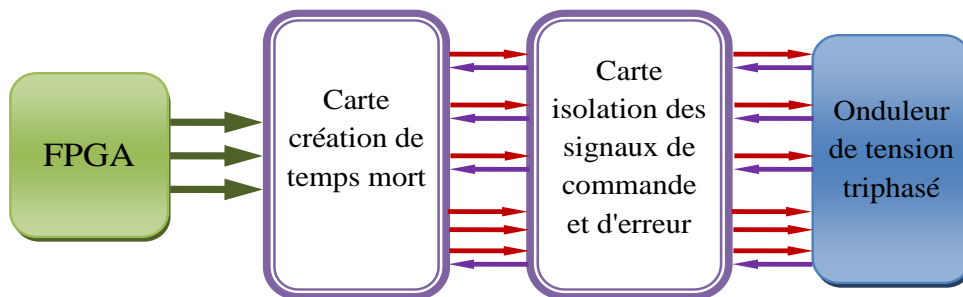 FPGA
Carte
création de
temps mort
Carte
isolation des
signaux de
commande
et d'erreur
Onduleur
de tension
triphasé